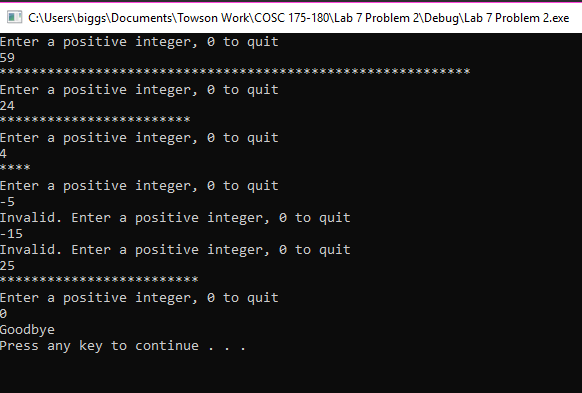 C:\Users\biggs\Documents\Towson Work\COSC 175-180\Lab 7 Problem 2\Debug\Lab 7 Problem 2.exe
Enter a positive integer, 0 to quit
59
***********************************************************
Enter a positive integer, 0 to quit
24
************************
Enter a positive integer, 0 to quit
4
****
Enter a positive integer, 0 to quit
-5
Invalid. Enter a positive integer, 0 to quit
-15
Invalid. Enter a positive integer, 0 to quit
25
*************************
Enter a positive integer, 0 to quit
0
Goodbye
Press any key to continue . . .